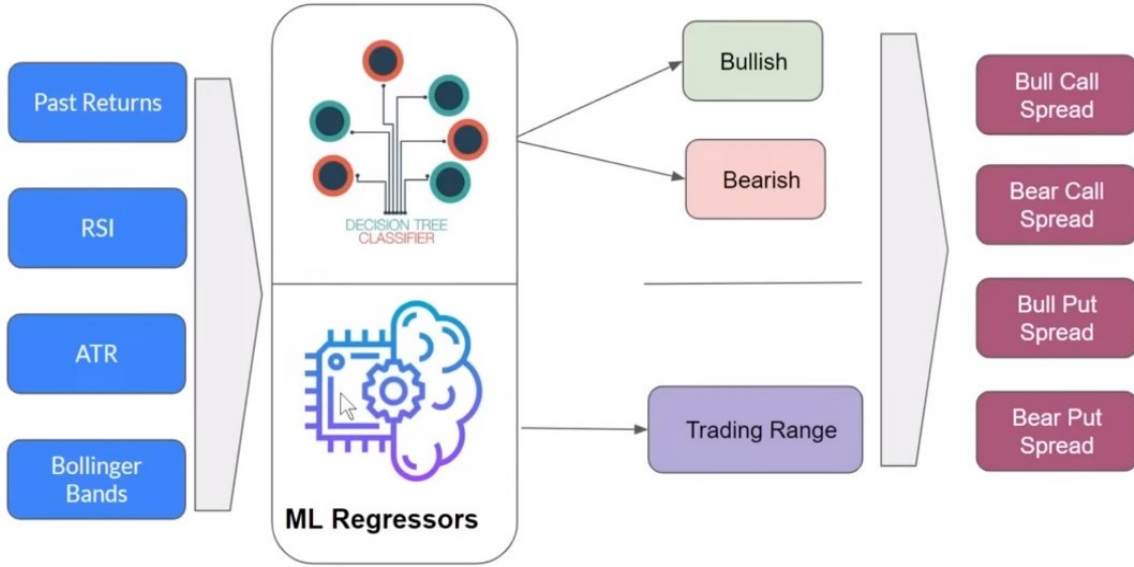 Past Returns
RSI
ATR
Bollinger
Bands
DECISION TREE
CLASSIFIER
ML Regressors
Bullish
Bearish
Trading Range
Bull Call
Spread
Bear Call
Spread
Bull Put
Spread
Bear Put
Spread